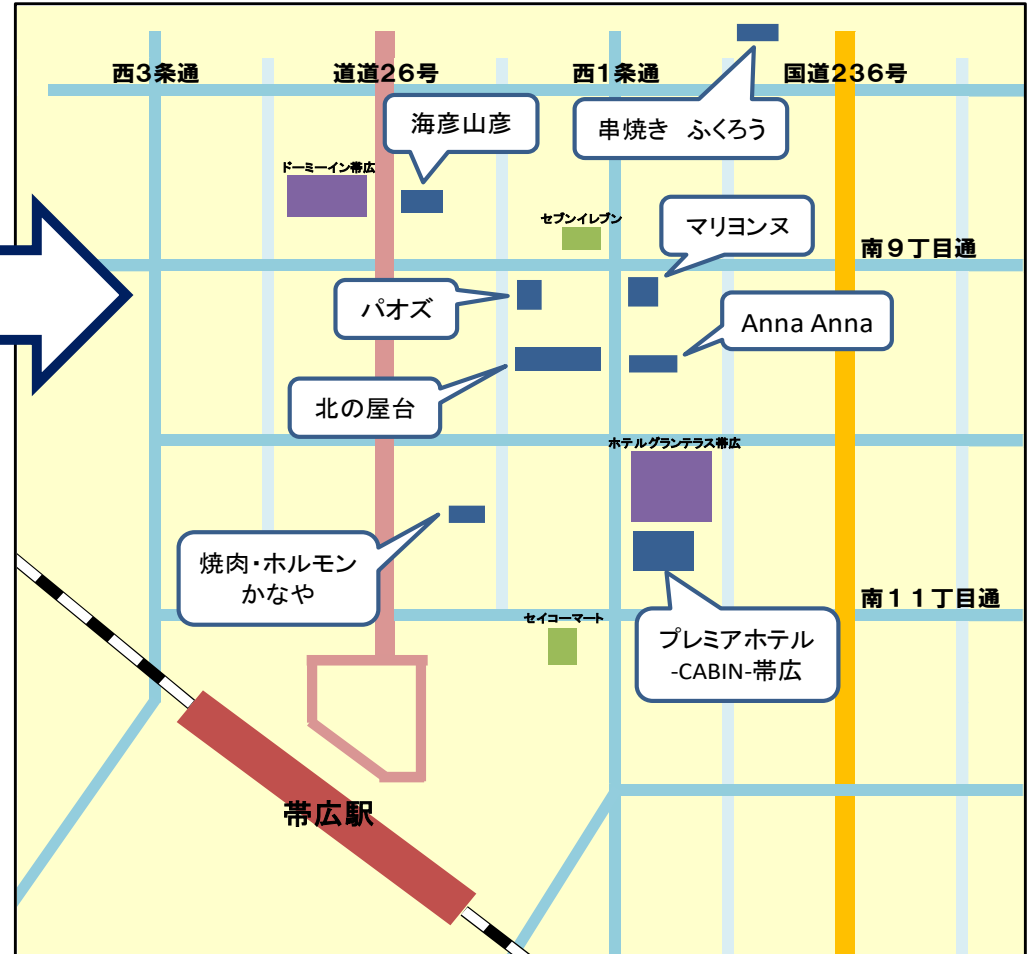 西3条通
道道26号
西1条通
国道236号
海彦山彦
串焼き ふくろう
ドーミーイン帯広
セブンイレブン
マリヨンヌ
南9丁目通
パオズ
Anna Anna
北の屋台
ホテルグランテラス帯広
焼肉・ホルモン
かなや
南11丁目通
セイコーマート
プレミアホテル
-CABIN-帯広
帯広駅